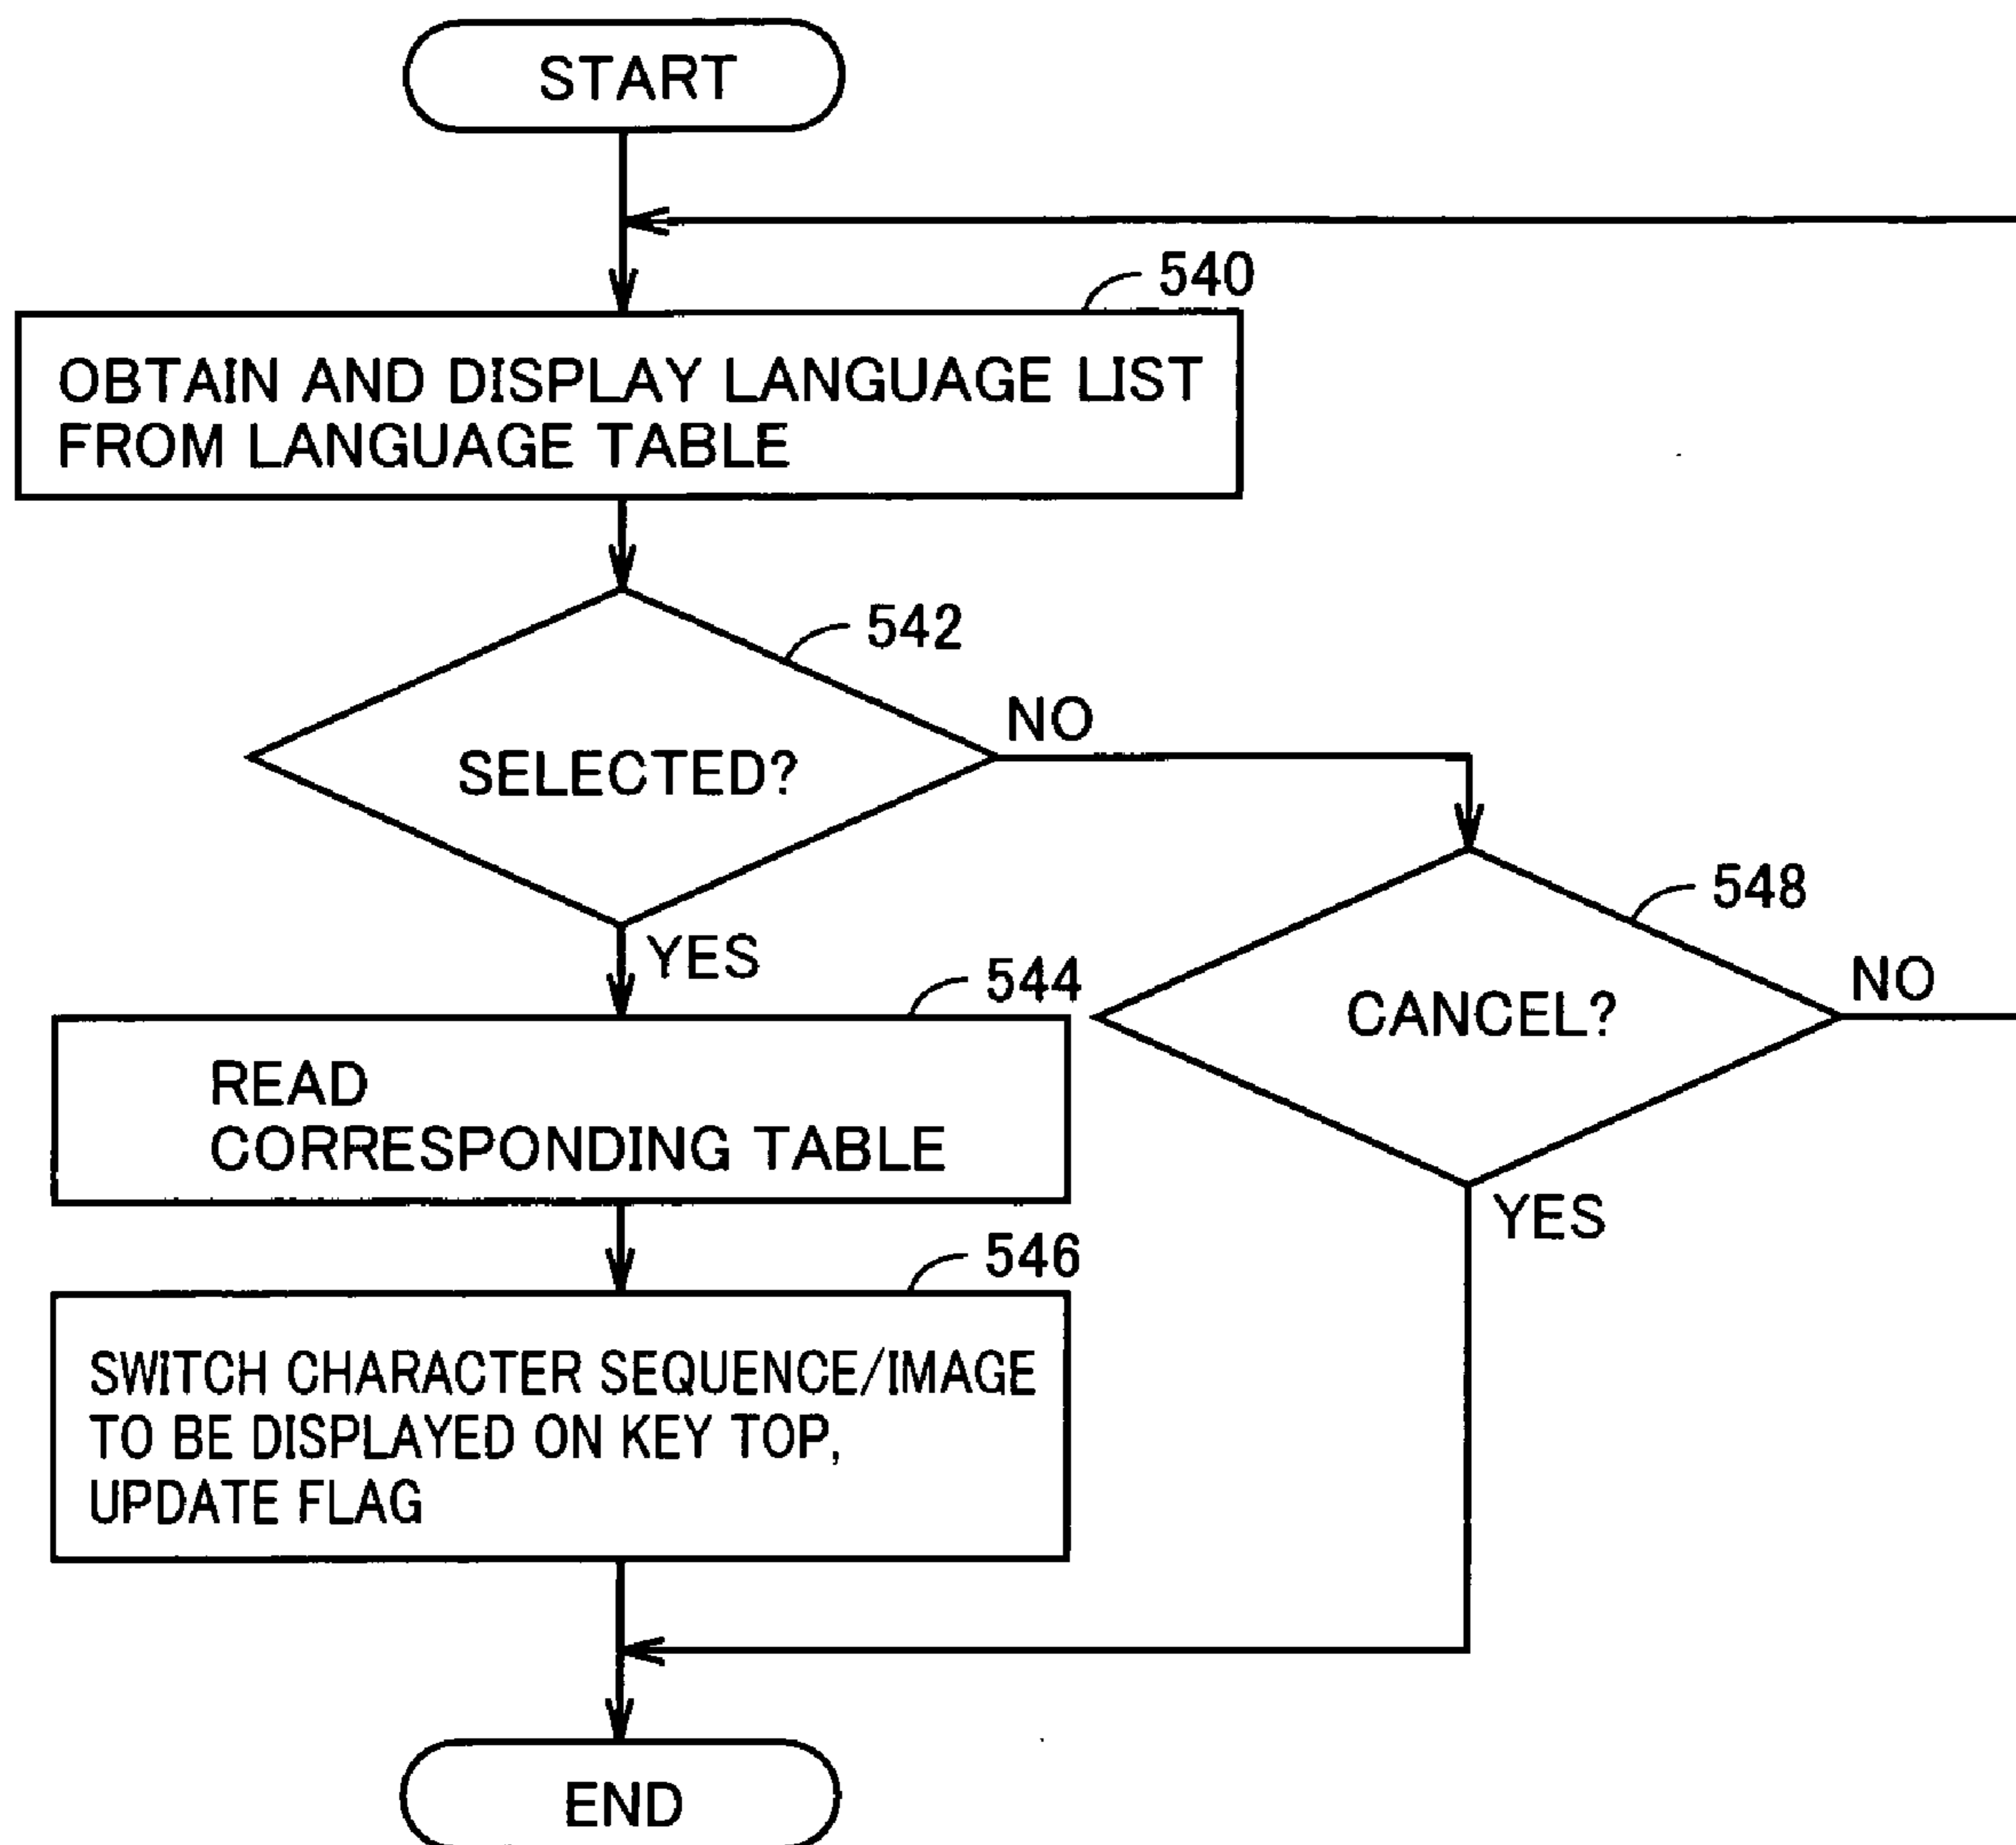 START
540
OBTAIN AND DISPLAY LANGUAGE LIST
FROM LANGUAGE TABLE
542
SELECTED?
NO
YES
548
CANCEL?
NO
YES
544
READ
CORRESPONDING TABLE
546
SWITCH CHARACTER SEQUENCE/IMAGE
TO BE DISPLAYED ON KEY TOP,
UPDATE FLAG
END